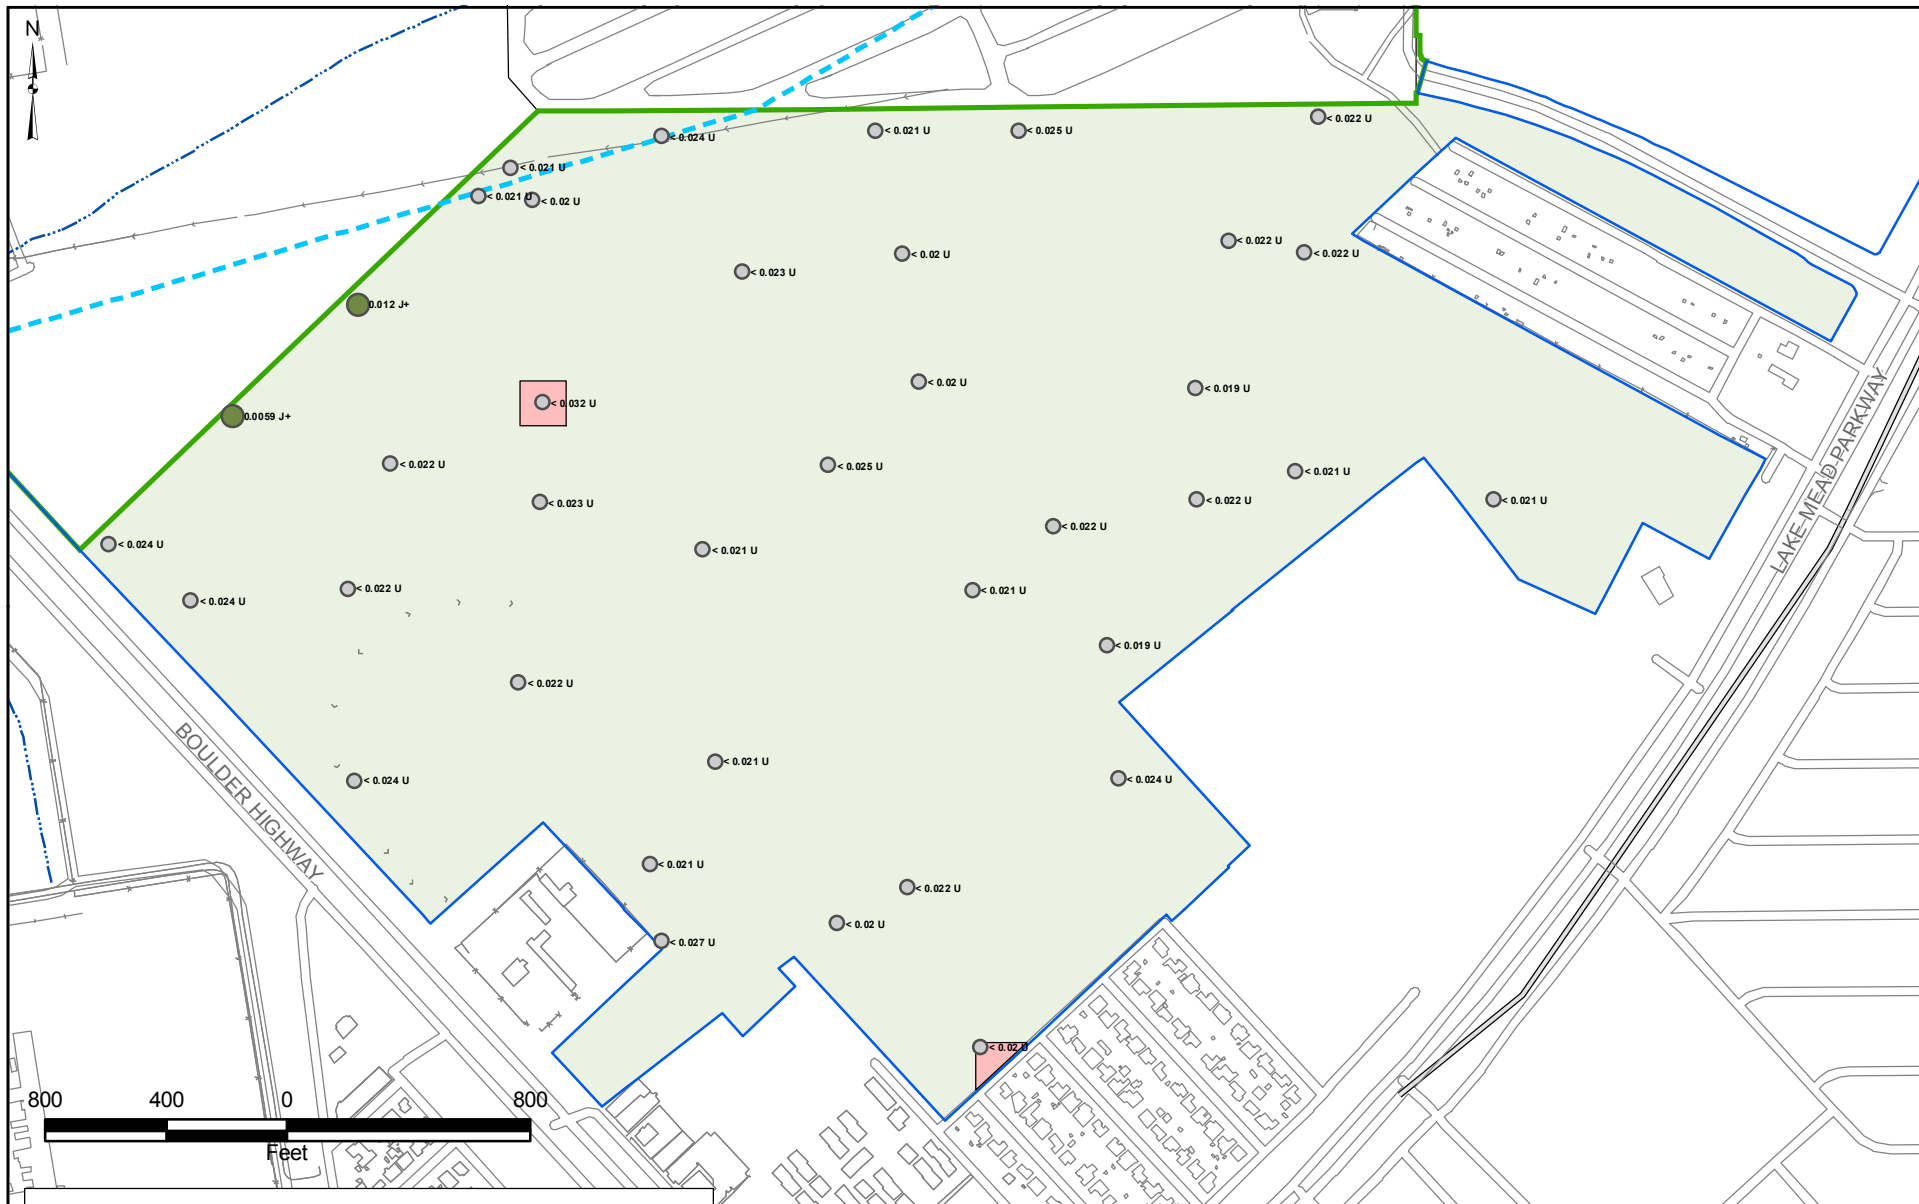 N
< 0.022 U
< 0.021 U
< 0.025 U
< 0.024 U
< 0.021 U
< 0.021 U
< 0.02 U
< 0.022 U
< 0.022 U
< 0.02 U
< 0.023 U
0.012 J+
< 0.02 U
< 0.019 U
< 0.032 U
0.0059 J+
< 0.022 U
< 0.025 U
< 0.021 U
< 0.023 U
< 0.022 U
< 0.021 U
LAKE MEAD PARKWAY
< 0.022 U
< 0.024 U
< 0.021 U
< 0.022 U
< 0.021 U
< 0.024 U
< 0.019 U
< 0.022 U
BOULDER HIGHWAY
< 0.021 U
< 0.024 U
< 0.024 U
< 0.021 U
< 0.022 U
< 0.02 U
< 0.027 U
< 0.02 U
800 400 0 800
Feet